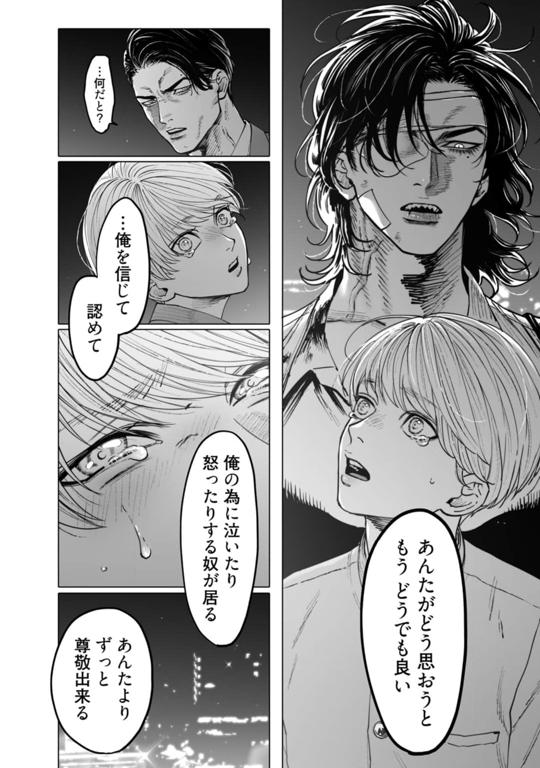 あんたがどう思おうと
もう どうでも良い
…何だと？
…俺を信じて
認めて
俺の為に泣いたり
怒ったりする奴が居る
あんたより
ずっと
尊敬出来る